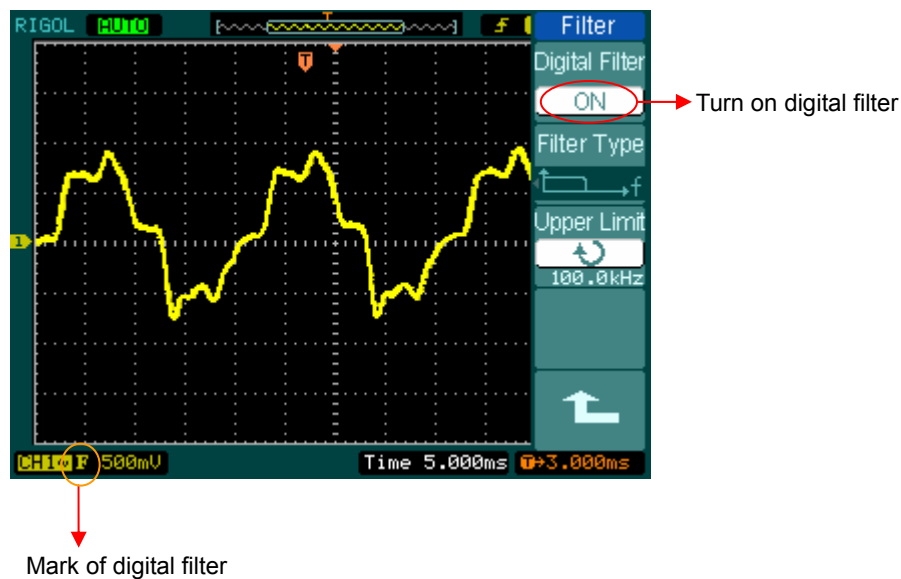 RIGOL AUTO T Filter
T
Digital Filter
ON
Turn on digital filter
Filter Type
f
Upper Limit
100.0kHz
1
CH1~ F 500mV Time 5.000ms T→3.000ms
Mark of digital filter